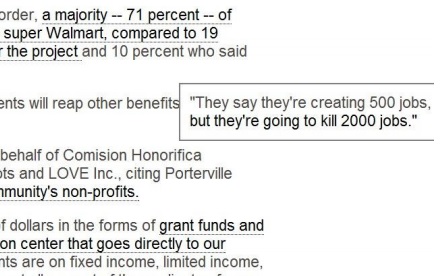 order, a majority -- 71 percent -- of
super Walmart, compared to 19
r the project and 10 percent who said
ents will reap other benefits
"They say they're creating 500 jobs,
but they're going to kill 2000 jobs."
behalf of Comision Honorifica
ots and LOVE Inc., citing Porterville
mmunity's non-profits.
of dollars in the forms of grant funds and
on center that goes directly to our
nts are on fixed income, limited income,